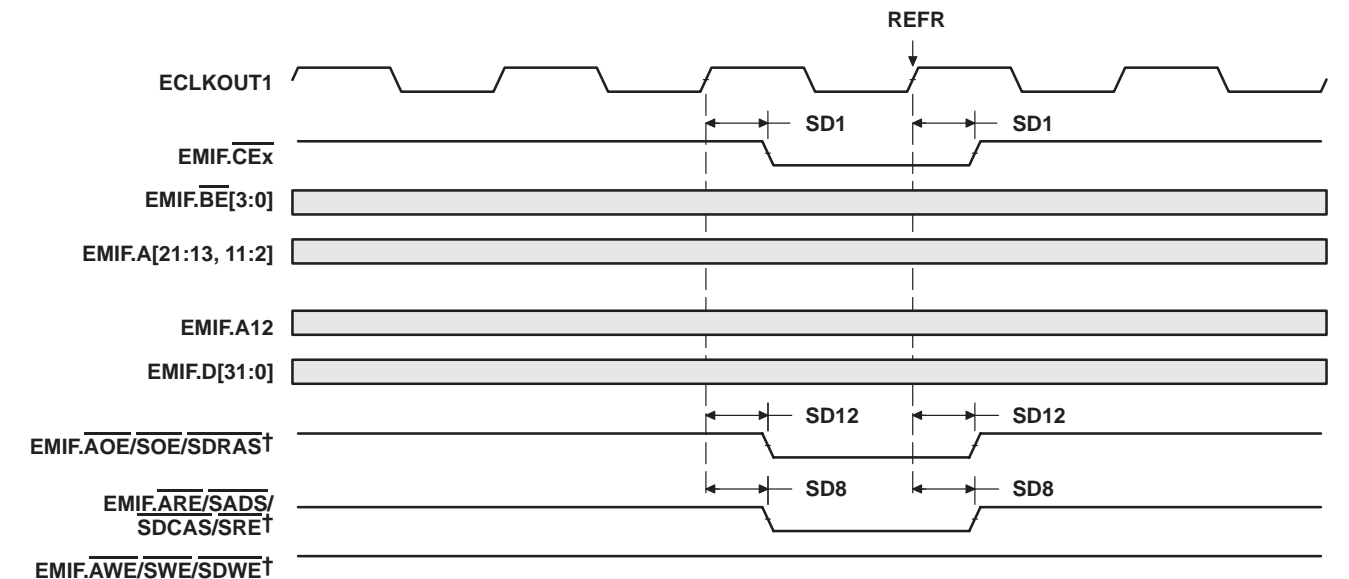 REFR
ECLKOUT1
SD1 SD1
EMIF.CEx
EMIF.BE[3:0]
EMIF.A[21:13, 11:2]
EMIF.A12
EMIF.D[31:0]
SD12 SD12
EMIF.AOE/SOE/SDRAS†
SD8 SD8
EMIF.ARE/SADS/
SDCAS/SRE†
EMIF.AWE/SWE/SDWE†